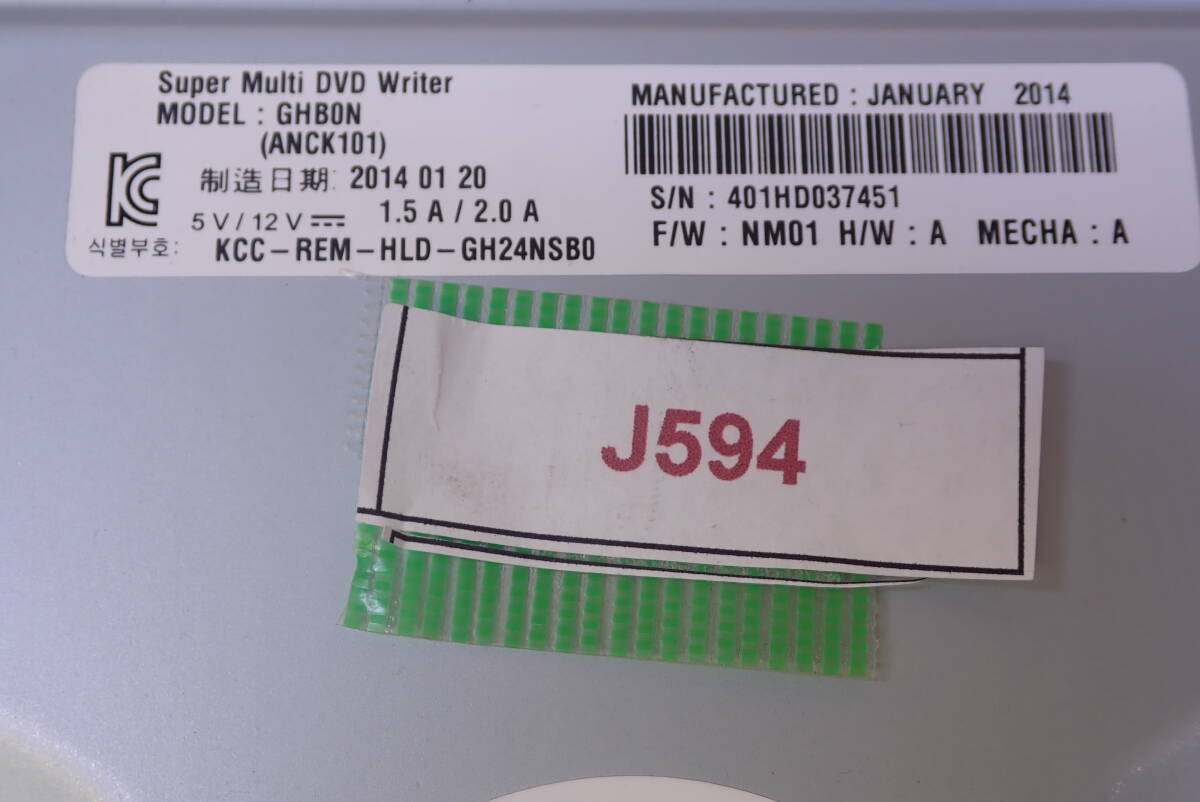 Super Multi DVD Writer
MODEL : GHB0N
(ANCK101)
制造日期: 2014 01 20
5 V / 12 V ⎓ 1.5 A / 2.0 A
식별부호: KCC-REM-HLD-GH24NSB0
MANUFACTURED : JANUARY 2014
S/N : 401HD037451
F/W : NM01 H/W : A MECHA : A
J594